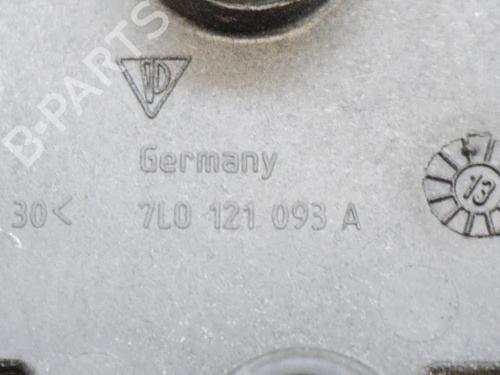 B-PARTS
Germany
30<
7L0 121 093 A
13